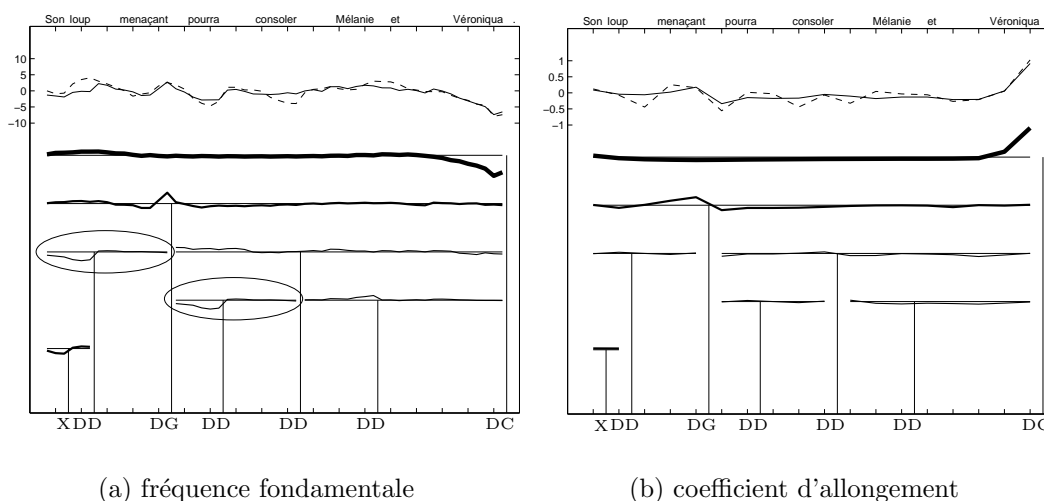 Son loup menaçant pourra consoler Mélanie et Véroniqua .
10
5
0
−5
−10
X DD DG DD DD DD DC
(a) fréquence fondamentale
Son loup menaçant pourra consoler Mélanie et Véroniqua
1
0.5
0
−0.5
−1
X DD DG DD DD DD DC
(b) coefficient d'allongement